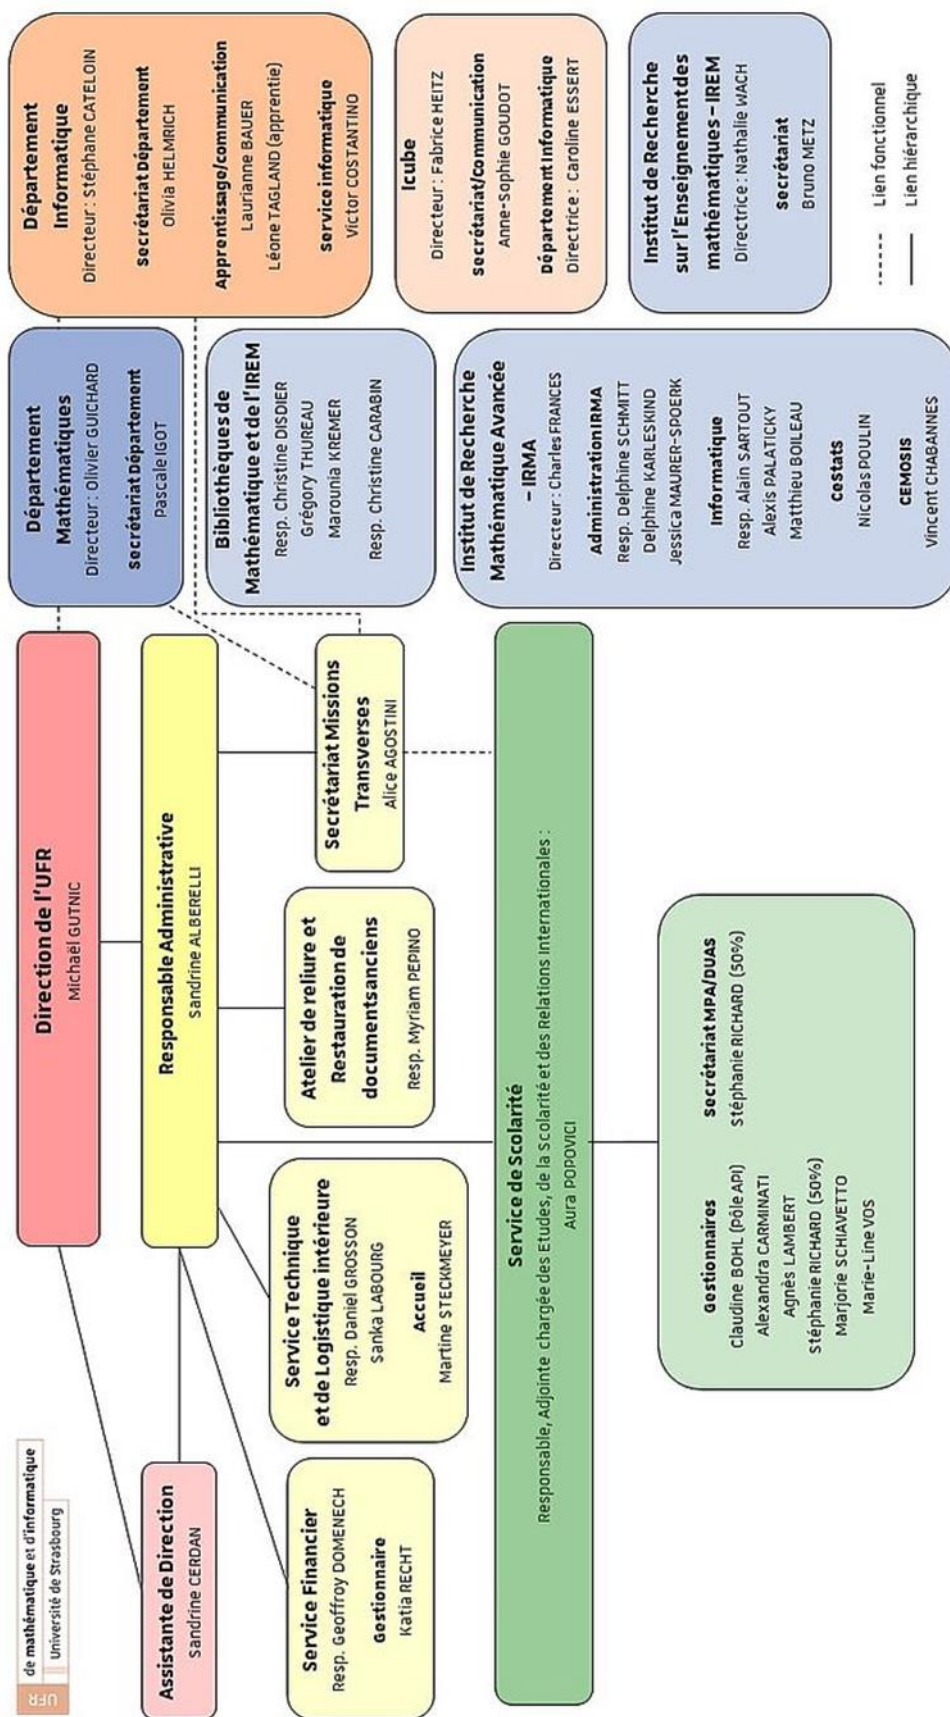 UFR
de mathématique et d'informatique
Université de Strasbourg
Direction de l'UFR
Michaël GUTNIC
Assistante de Direction
Sandrine CERDAN
Responsable Administrative
Sandrine ALBERELLI
Service Financier
Resp. Geoffroy DOMENECH
Gestionnaire
Katia RECHT
Service Technique
et de Logistique intérieure
Resp. Daniel GROSSON
Sanka LABOURG
Accueil
Martine STECKMEYER
Atelier de reliure et
Restauration de
documentsanciens
Resp. Myriam PEPINO
Secrétariat Missions
Transverses
Alice AGOSTINI
Service de Scolarité
Responsable, Adjointe chargée des Etudes, de la Scolarité et des Relations Internationales :
Aura POPOVICI
Gestionnaires
Claudine BOHL (Pôle API)
Alexandra CARMINATI
Agnès LAMBERT
Stéphanie RICHARD (50%)
Marjorie SCHIAVETTO
Marie-Line VOS
Secrétariat MPA/DUAS
Stéphanie RICHARD (50%)
Département
Mathématiques
Directeur : Olivier GUICHARD
Secrétariat Département
Pascale IGOT
Bibliothèques de
Mathématique et de l'IREM
Resp. Christine DISDIER
Grégory THUREAU
Marounia KREMER
Resp. Christine CARABIN
Institut de Recherche
Mathématique Avancée
– IRMA
Directeur : Charles FRANCES
Administration IRMA
Resp. Delphine SCHMITT
Delphine KARLESKIND
Jessica MAURER-SPOERK
Informatique
Resp. Alain SARTOUT
Alexis PALATICKY
Matthieu BOILEAU
Cestats
Nicolas POULIN
CEMOSIS
Vincent CHABANNES
Département
Informatique
Directeur : Stéphane CATELOIN
Secrétariat Département
Olivia HELMRICH
Apprentissage/communication
Laurianne BAUER
Léone TAGLAND (apprentie)
Service informatique
Victor COSTANTINO
Icube
Directeur : Fabrice HEITZ
Secrétariat/communication
Anne-Sophie GOUDOT
Département Informatique
Directrice : Caroline ESSERT
Institut de Recherche
sur l'Enseignement des
mathématiques – IREM
Directrice : Nathalie WACH
Secrétariat
Bruno METZ
Lien fonctionnel
Lien hiérarchique